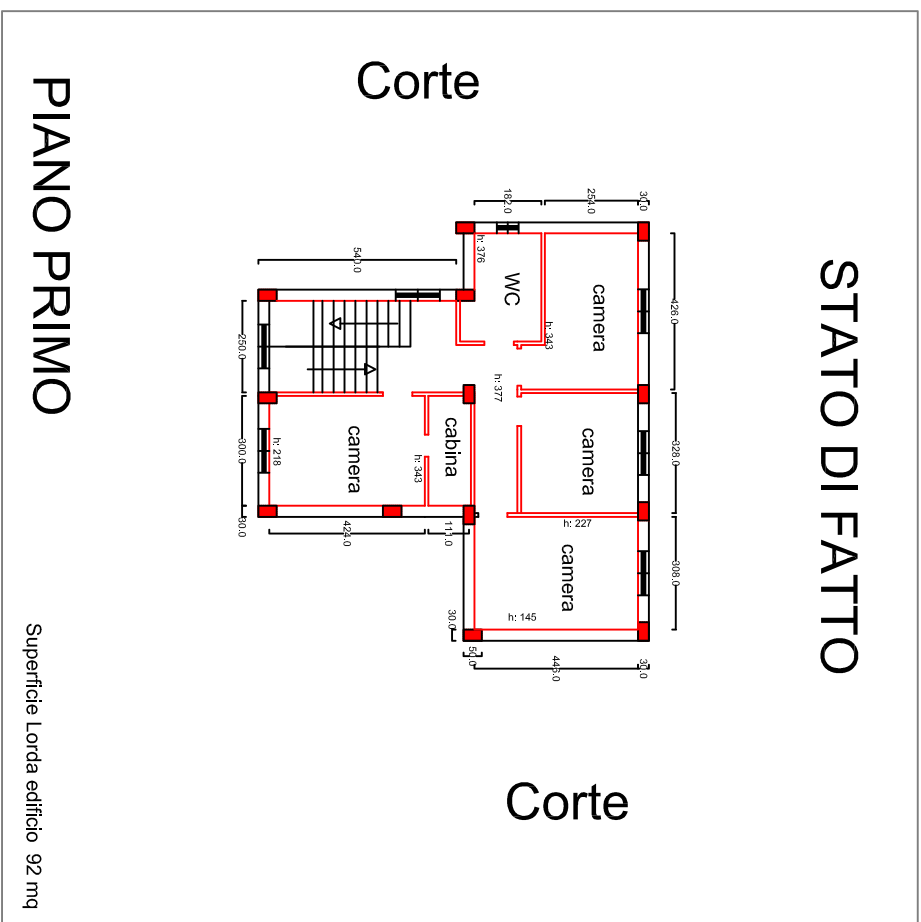 Corte
PIANO PRIMO
STATO DI FATTO
182.0
254.0
30.0
540.0
h: 376
WC
camera
h: 343
426.0
250.0
h: 377
camera
h: 218
cabina
h: 343
camera
328.0
300.0
30.0
424.0
111.0
h: 227
camera
308.0
h: 145
30.0
50.0
446.0
30.0
Corte
Superficie Lorda edificio 92 mq